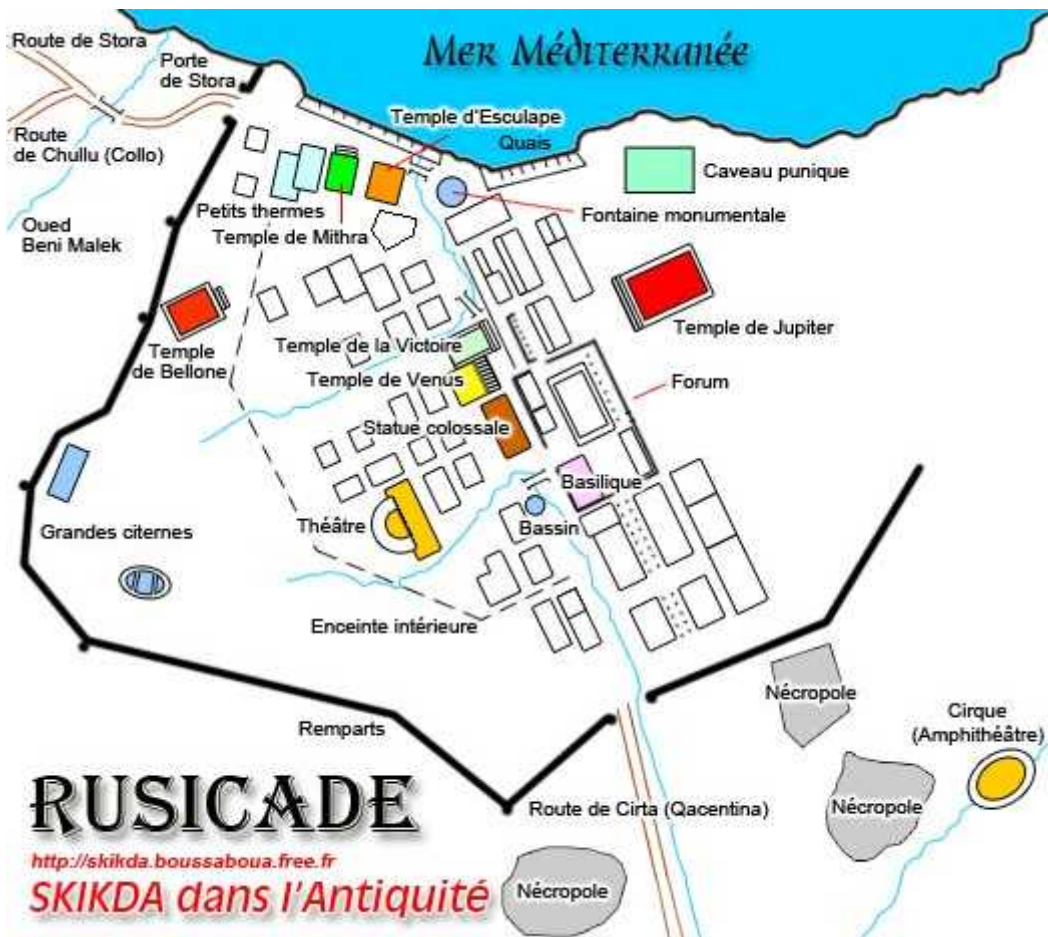 Mer Méditerranée
Route de Stora
Porte
de Stora
Route
de Chullu (Collo)
Temple d'Esculape
Quais
Caveau punique
Petits thermes
Fontaine monumentale
Temple de Mithra
Oued
Beni Malek
Temple de Jupiter
Temple
de Bellone
Temple de la Victoire
Temple de Venus
Forum
Statue colossale
Basilique
Grandes citernes
Théâtre
Bassin
Enceinte intérieure
Remparts
Nécropole
Cirque
(Amphithéâtre)
Nécropole
Route de Cirta (Qacentina)
Nécropole
RUSICADE
http://skikda.boussaboua.free.fr
SKIKDA dans l'Antiquité